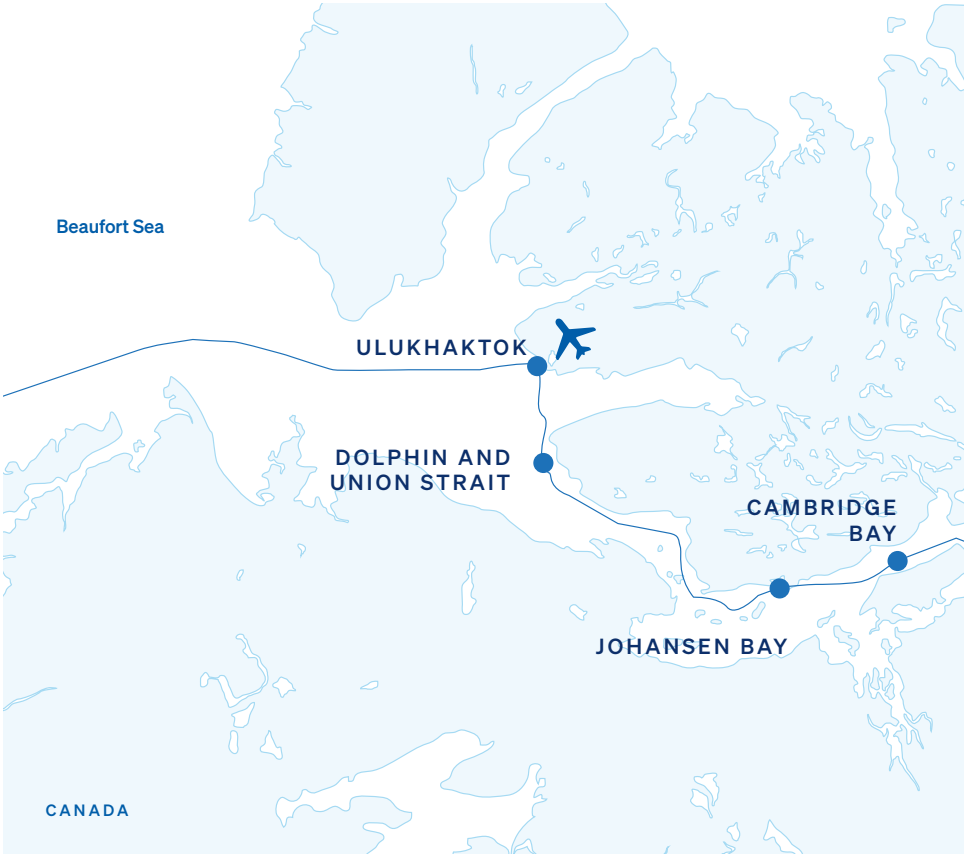 Beaufort Sea
ULUKHAKTOK
DOLPHIN AND
UNION STRAIT
CAMBRIDGE
BAY
JOHANSEN BAY
CANADA